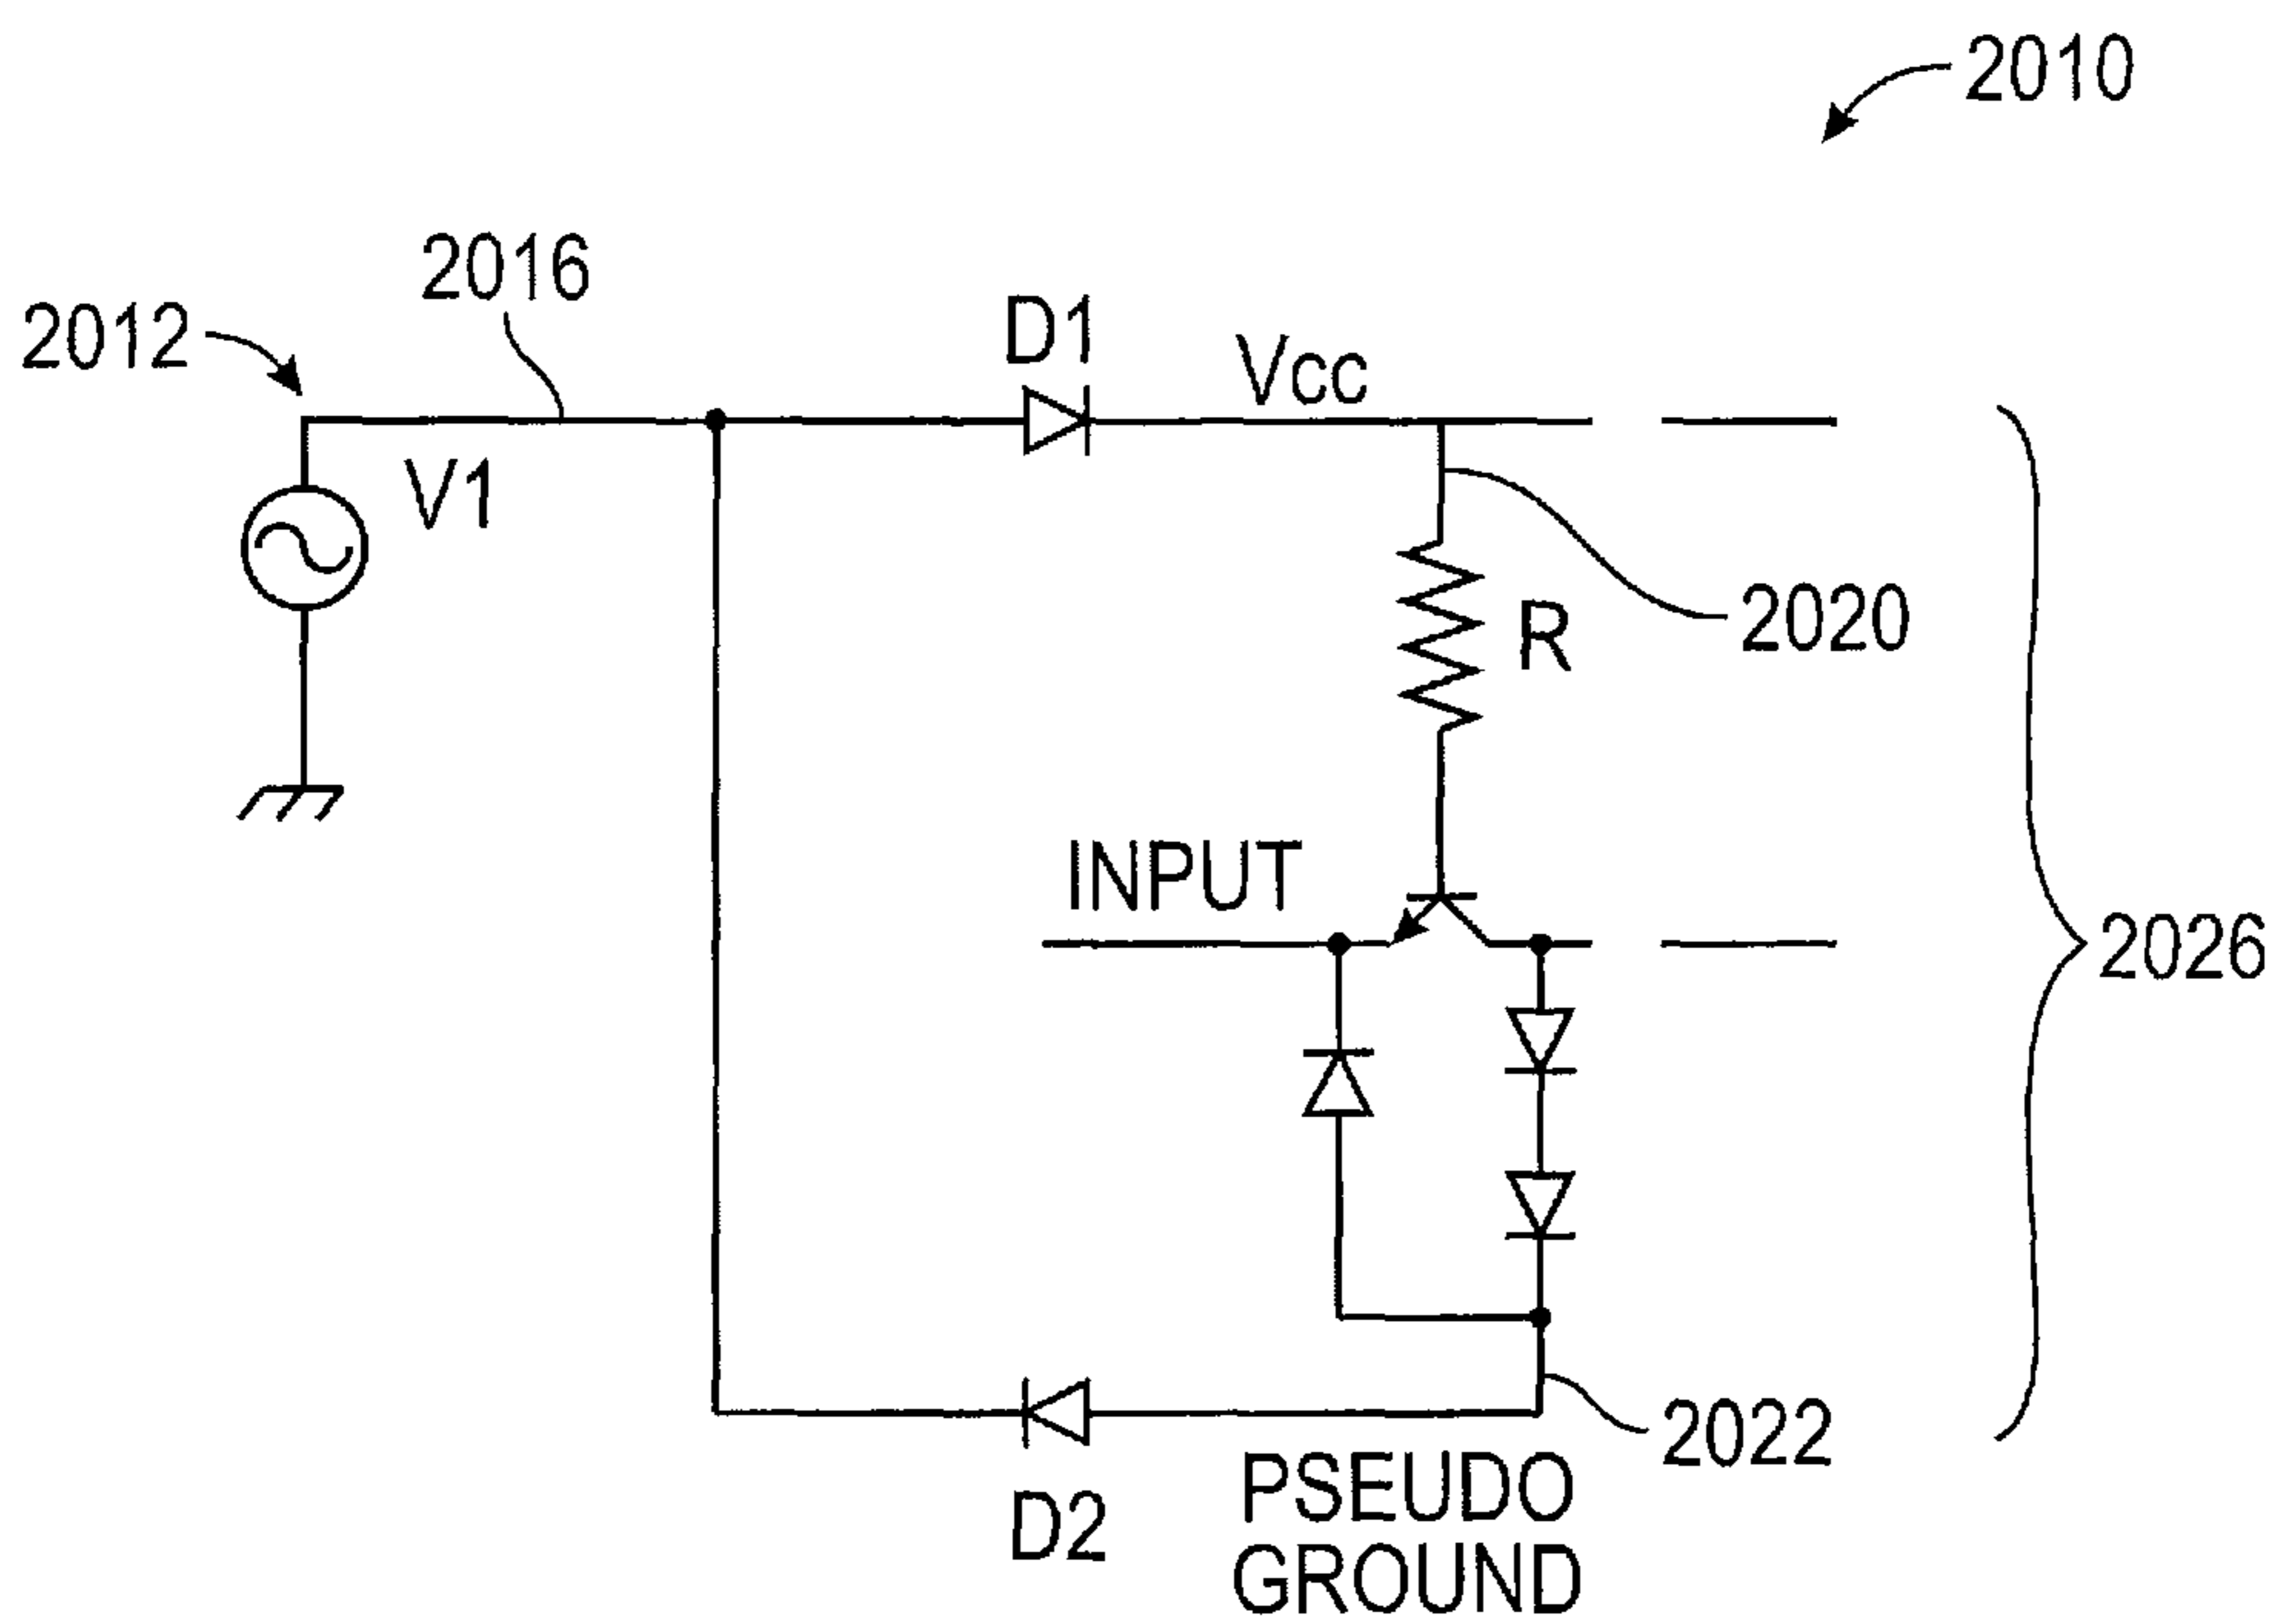 2010
2016
2012
D1
Vcc
V1
R
2020
INPUT
2026
2022
D2
PSEUDO
GROUND